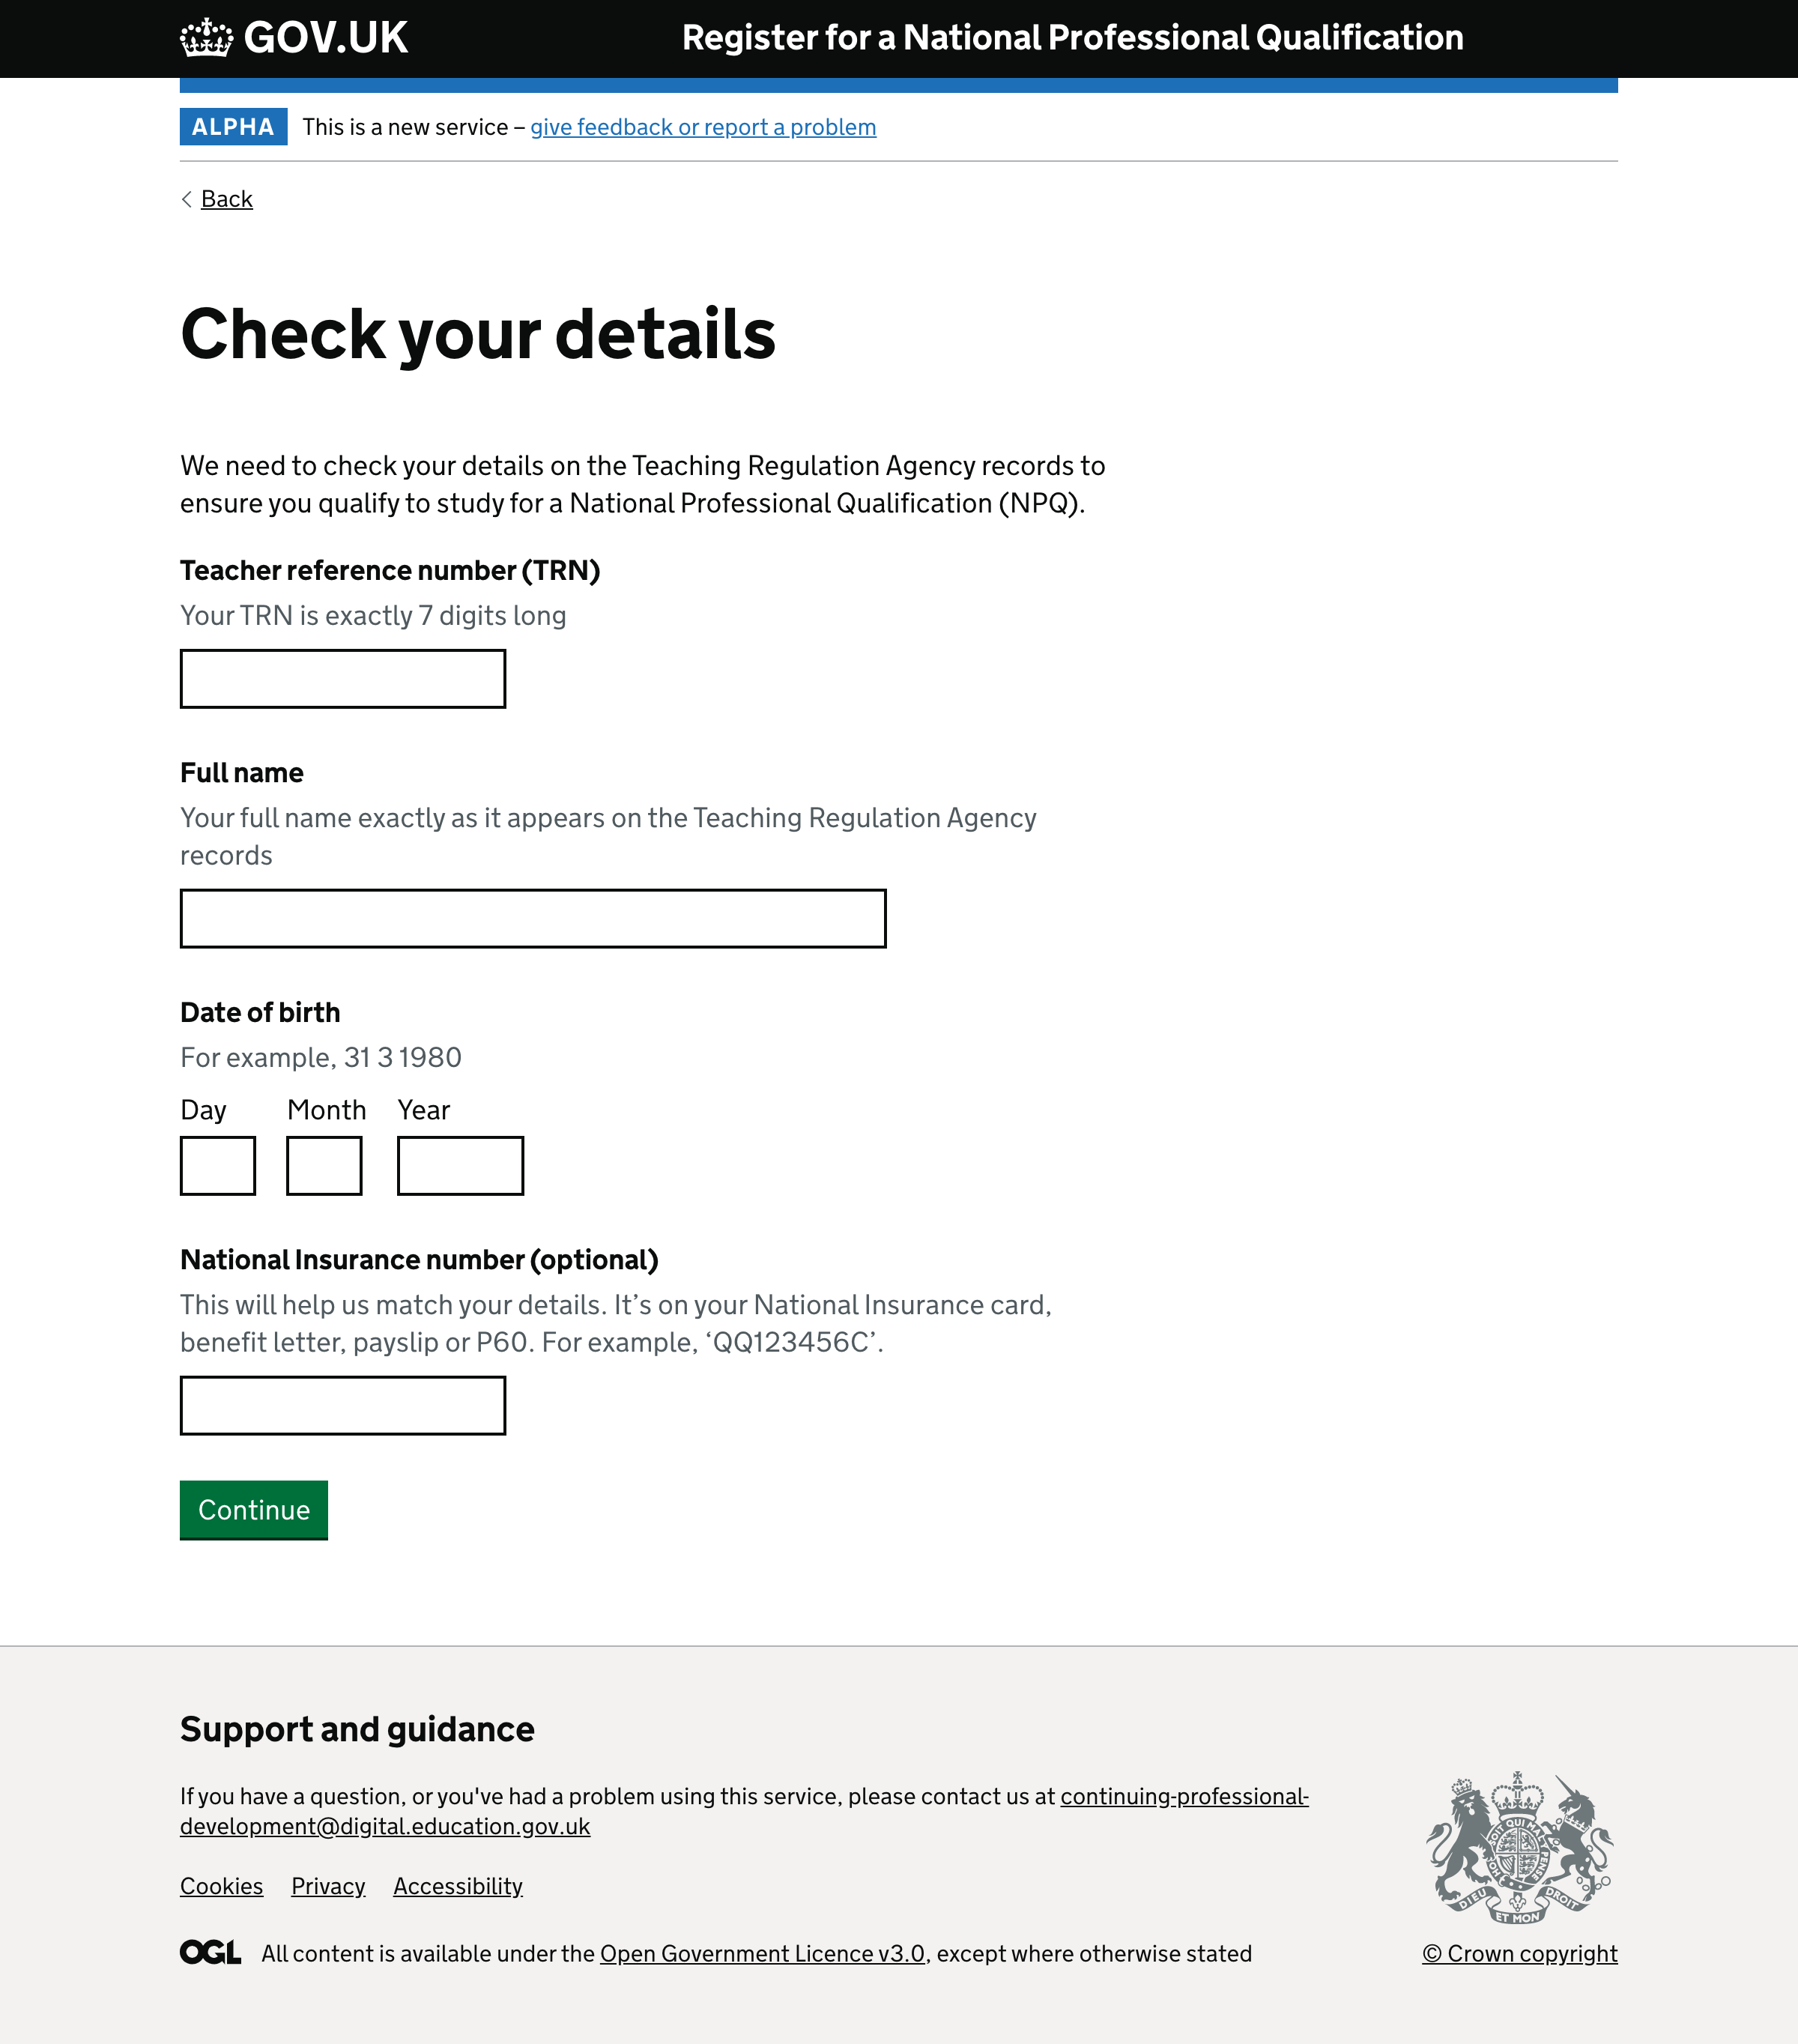 GOV.UK
Register for a National Professional Qualification
ALPHA This is a new service – give feedback or report a problem
Back
Check your details
We need to check your details on the Teaching Regulation Agency records to
ensure you qualify to study for a National Professional Qualification (NPQ).
Teacher reference number (TRN)
Your TRN is exactly 7 digits long
Full name
Your full name exactly as it appears on the Teaching Regulation Agency
records
Date of birth
For example, 31 3 1980
Day Month Year
National Insurance number (optional)
This will help us match your details. It’s on your National Insurance card,
benefit letter, payslip or P60. For example, ‘QQ123456C’.
Continue
Support and guidance
If you have a question, or you've had a problem using this service, please contact us at continuing-professional-
development@digital.education.gov.uk
Cookies Privacy Accessibility
DIEU ET MON DROIT
OGL All content is available under the Open Government Licence v3.0, except where otherwise stated
© Crown copyright